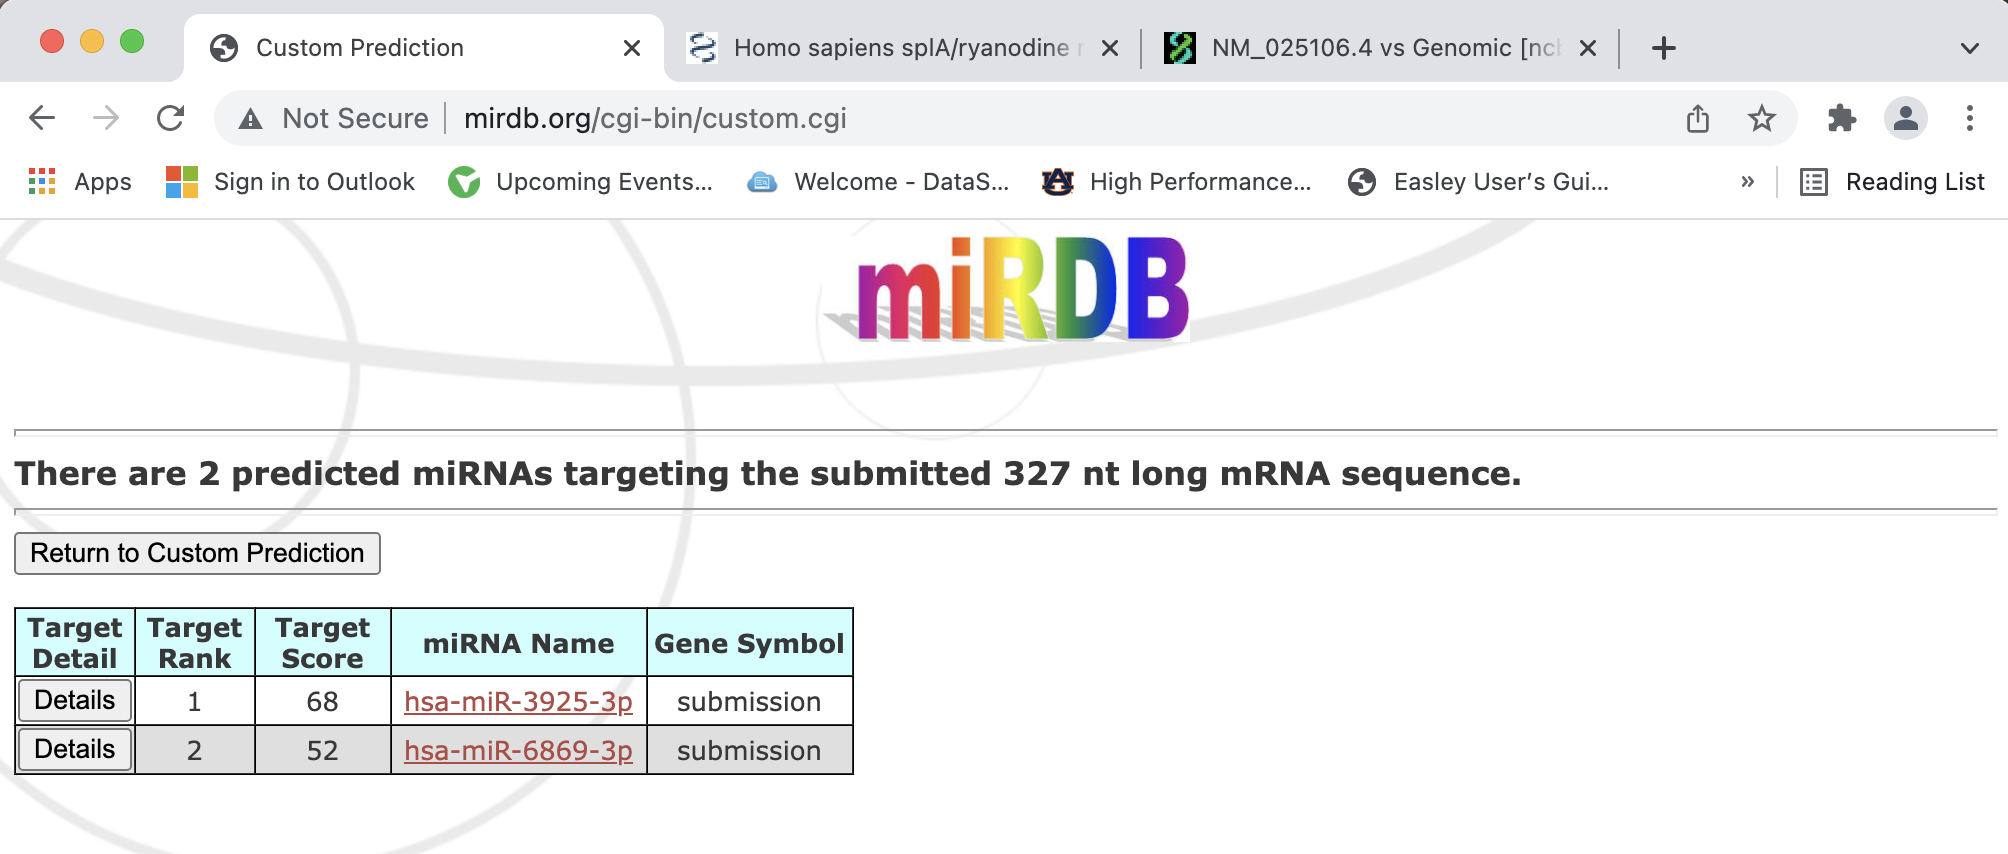 Custom Prediction
Homo sapiens splA/ryanodine r
NM_025106.4 vs Genomic [ncb
Not Secure
mirdb.org/cgi-bin/custom.cgi
Apps
Sign in to Outlook
Upcoming Events...
Welcome - DataS...
High Performance...
Easley User's Gui...
»
Reading List
miRDB
There are 2 predicted miRNAs targeting the submitted 327 nt long mRNA sequence.
Return to Custom Prediction
Target Detail Target Rank Target Score miRNA Name Gene Symbol
Details 1 68 hsa-miR-3925-3p submission
Details 2 52 hsa-miR-6869-3p submission